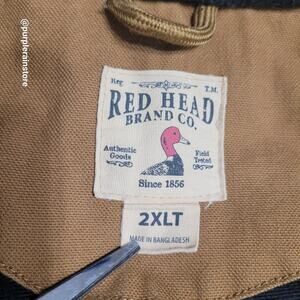 @purplerainstore
Reg. T.M.
RED HEAD
BRAND CO.
Authentic Goods
Field Tested
Since 1856
2XLT
MADE IN BANGLADESH